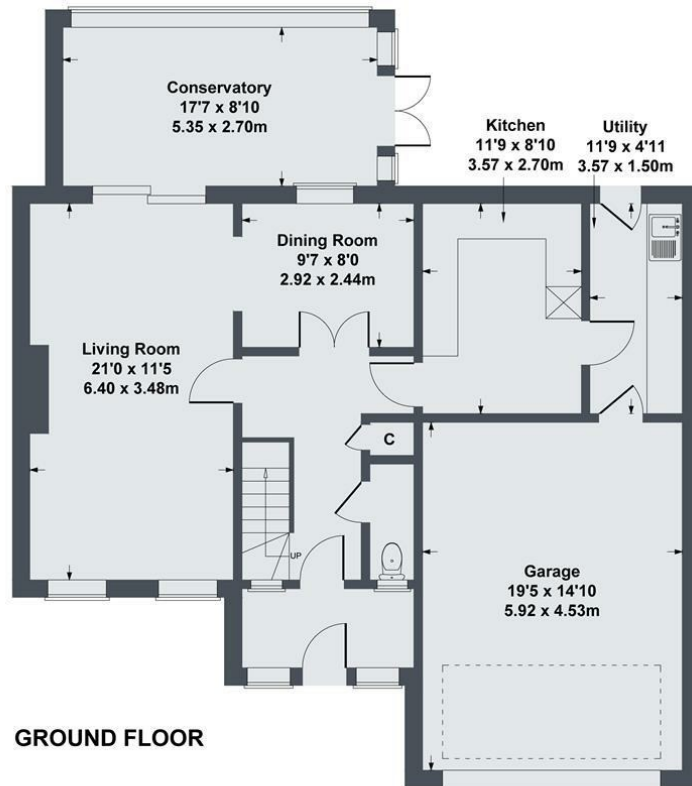 Conservatory
17'7 x 8'10
5.35 x 2.70m
Kitchen
11'9 x 8'10
3.57 x 2.70m
Utility
11'9 x 4'11
3.57 x 1.50m
Dining Room
9'7 x 8'0
2.92 x 2.44m
Living Room
21'0 x 11'5
6.40 x 3.48m
C
UP
Garage
19'5 x 14'10
5.92 x 4.53m
GROUND FLOOR